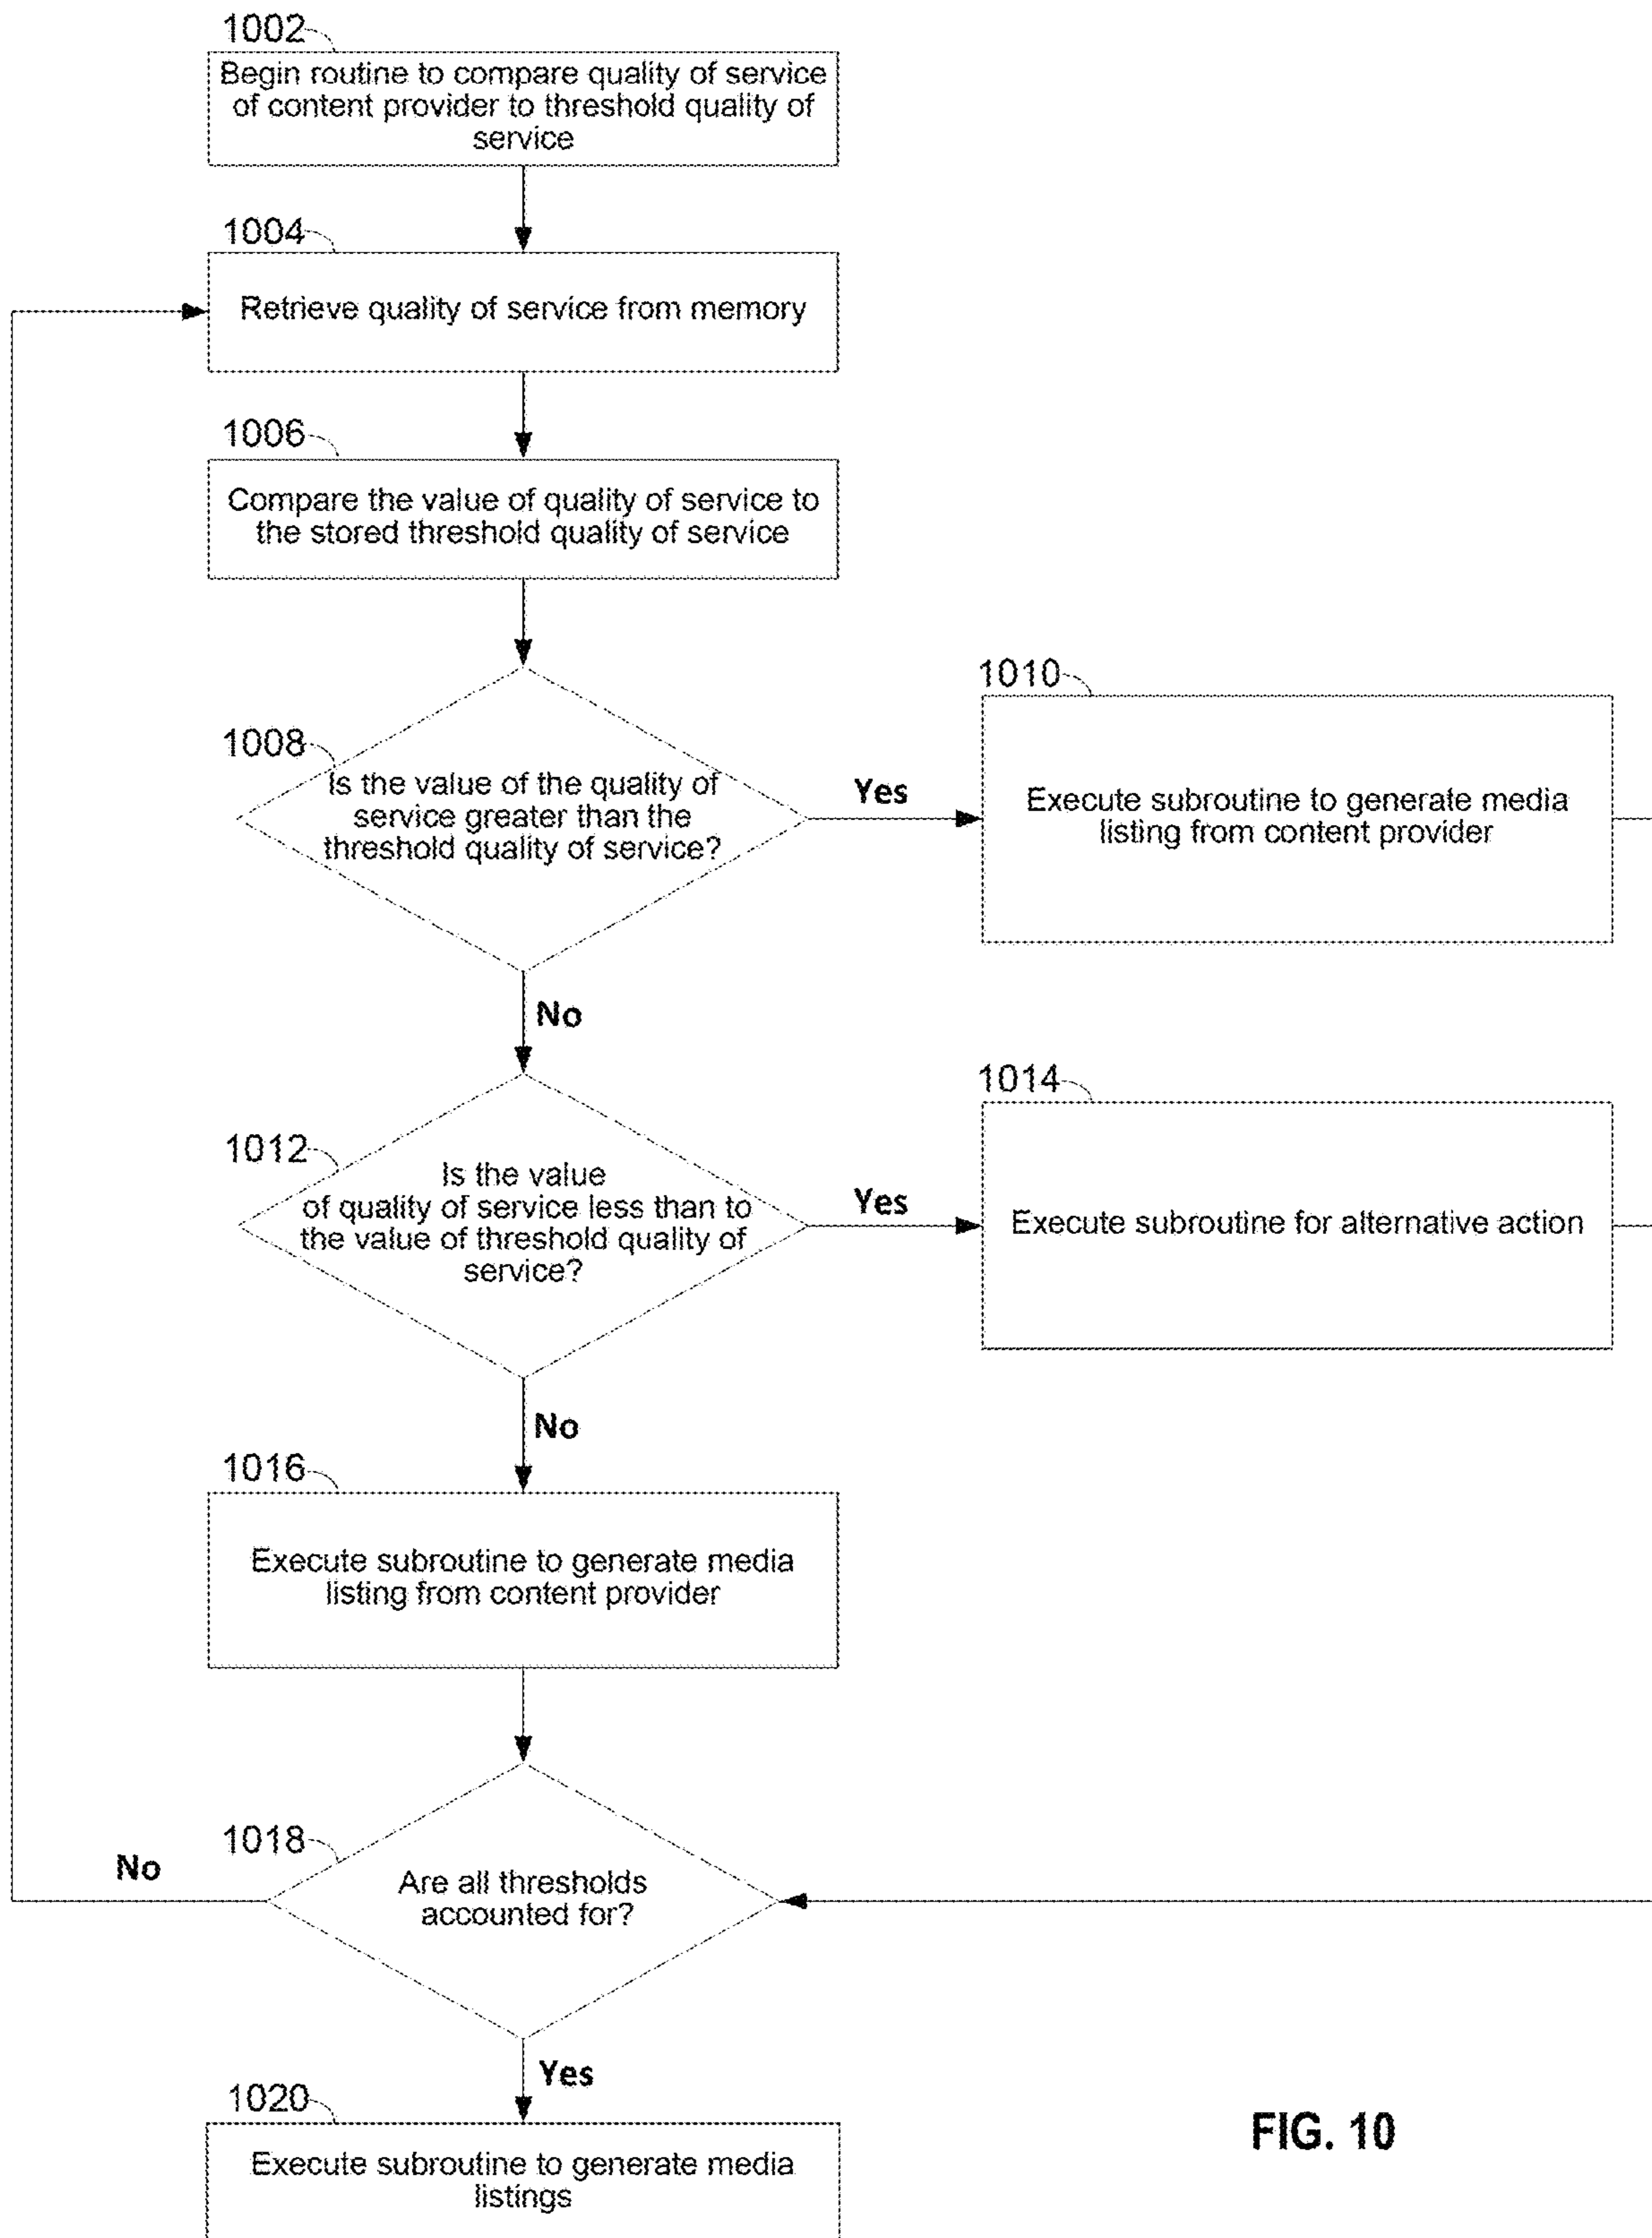 1002
Begin routine to compare quality of service
of content provider to threshold quality of
service
1004
Retrieve quality of service from memory
1006
Compare the value of quality of service to
the stored threshold quality of service
1008
Is the value of the quality of
service greater than the
threshold quality of service?
Yes
1010
Execute subroutine to generate media
listing from content provider
No
1012
Is the value
of quality of service less than to
the value of threshold quality of
service?
Yes
1014
Execute subroutine for alternative action
No
1016
Execute subroutine to generate media
listing from content provider
1018
Are all thresholds
accounted for?
No
Yes
1020
Execute subroutine to generate media
listings
FIG. 10